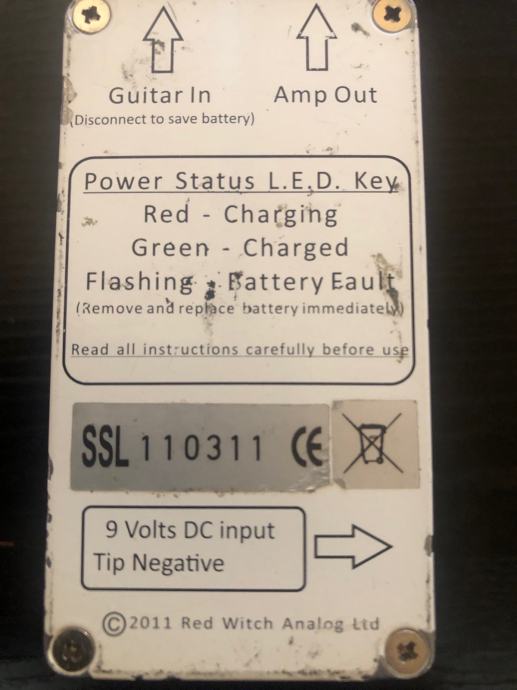 Guitar In
Amp Out
(Disconnect to save battery)
Power Status L.E.D. Key
Red - Charging
Green - Charged
Flashing - Battery Fault
(Remove and replace battery immediately)
Read all instructions carefully before use
SSL 110311 CE
9 Volts DC input
Tip Negative
©2011 Red Witch Analog Ltd